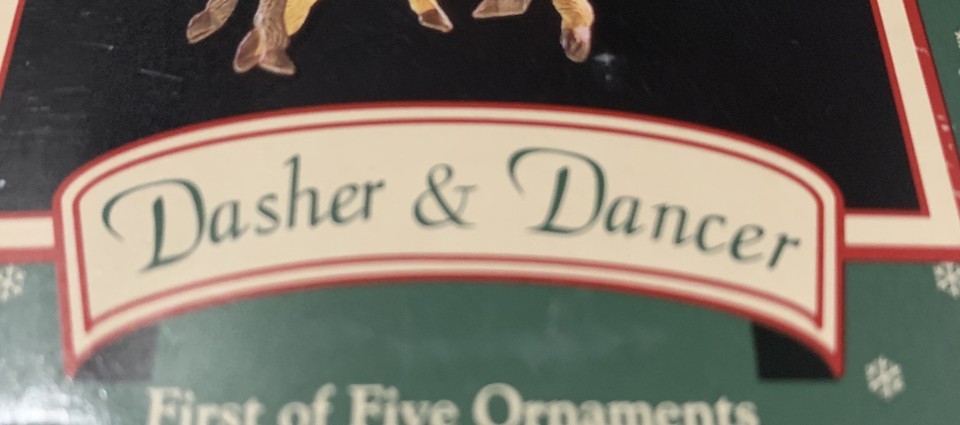 Dasher & Dancer
First of Five Ornaments